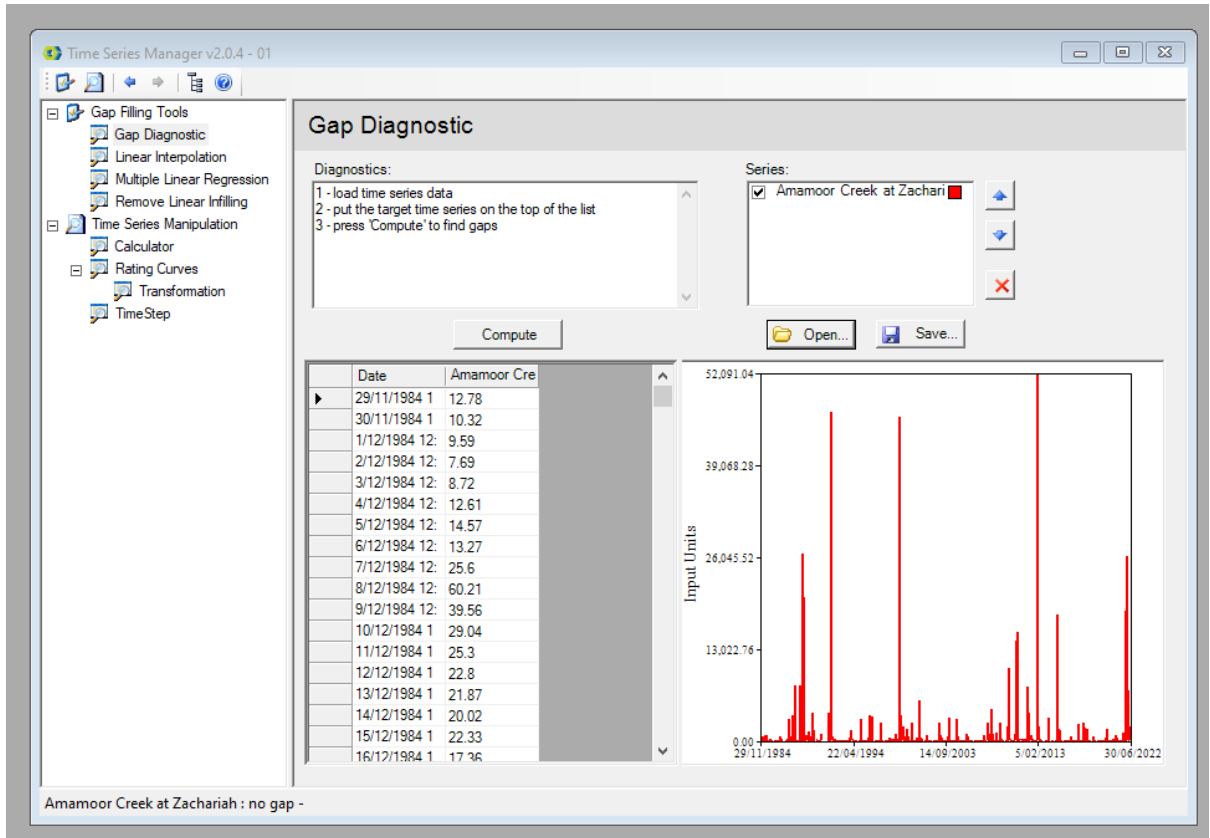 Time Series Manager v2.0.4 - 01
Gap Filling Tools
Gap Diagnostic
Linear Interpolation
Multiple Linear Regression
Remove Linear Infilling
Time Series Manipulation
Calculator
Rating Curves
Transformation
TimeStep
Gap Diagnostic
Diagnostics:
1 - load time series data
2 - put the target time series on the top of the list
3 - press 'Compute' to find gaps
Series:
Amamoor Creek at Zachari
Compute
Open...
Save...
Date Amamoor Cre
29/11/1984 1 12.78
30/11/1984 1 10.32
1/12/1984 12: 9.59
2/12/1984 12: 7.69
3/12/1984 12: 8.72
4/12/1984 12: 12.61
5/12/1984 12: 14.57
6/12/1984 12: 13.27
7/12/1984 12: 25.6
8/12/1984 12: 60.21
9/12/1984 12: 39.56
10/12/1984 1 29.04
11/12/1984 1 25.3
12/12/1984 1 22.8
13/12/1984 1 21.87
14/12/1984 1 20.02
15/12/1984 1 22.33
16/12/1984 1 17.36
52,091.04
39,068.28
26,045.52
13,022.76
0.00
Input Units
29/11/1984 22/04/1994 14/09/2003 5/02/2013 30/06/2022
Amamoor Creek at Zachariah : no gap -